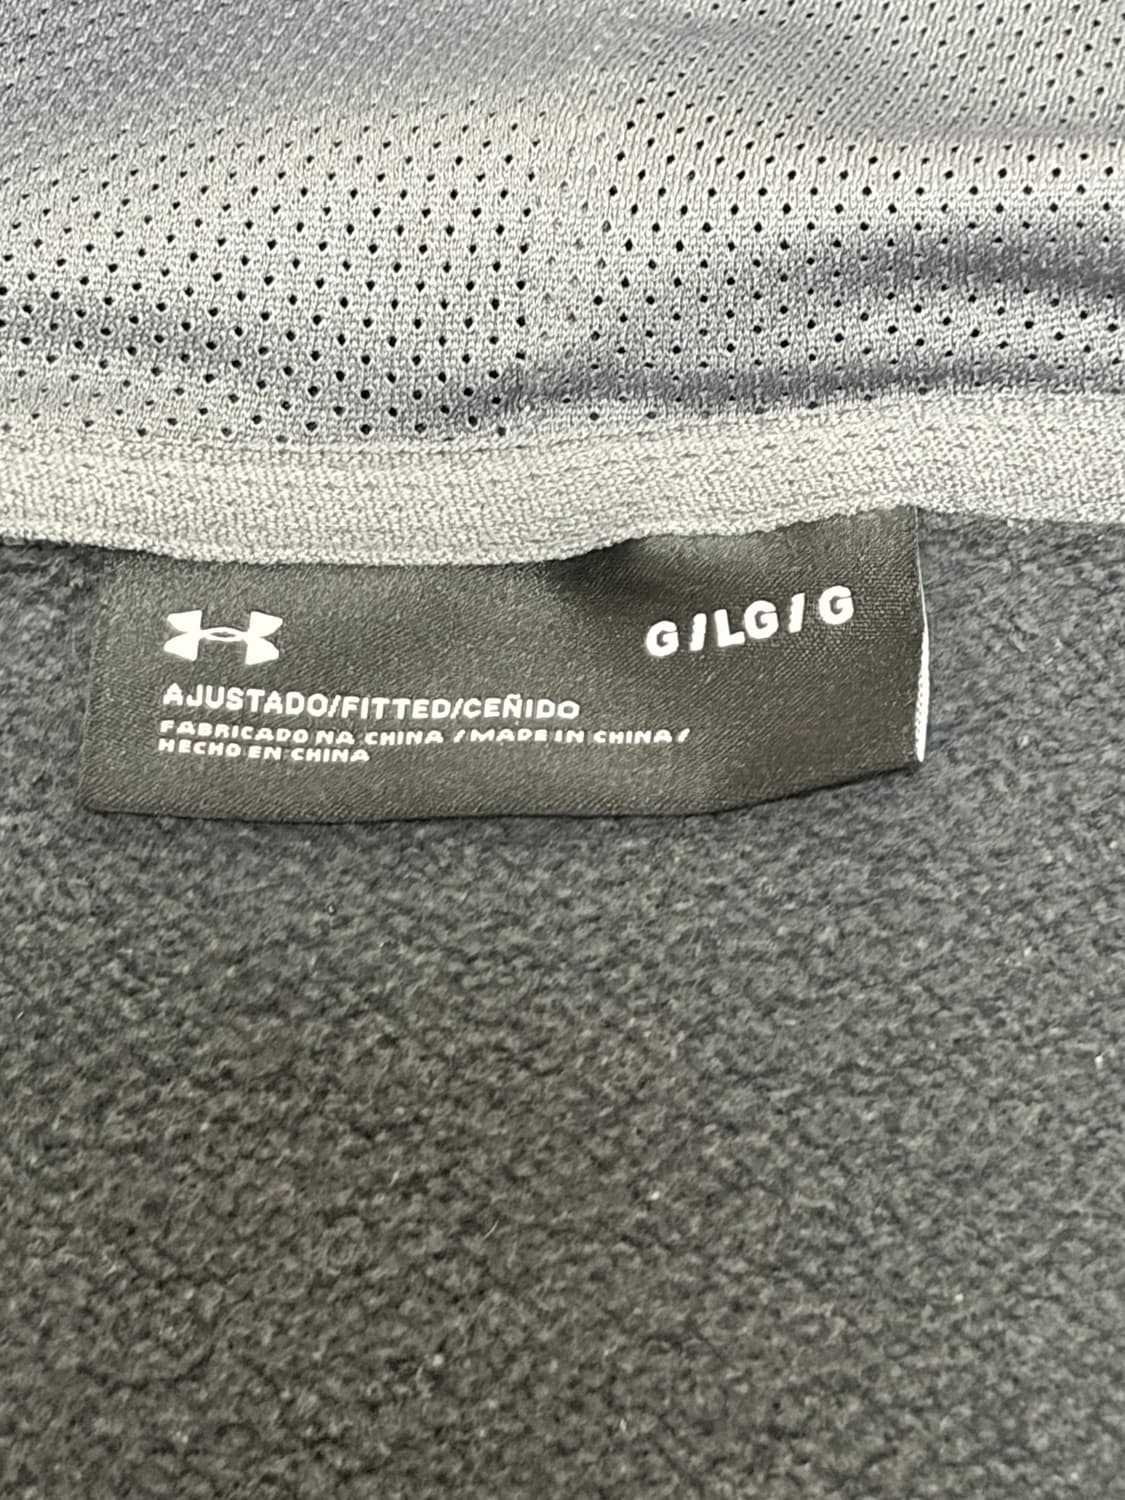 G/LG/G
AJUSTADO/FITTED/CEÑIDO
FABRICADO NA CHINA /MADE IN CHINA/
HECHO EN CHINA